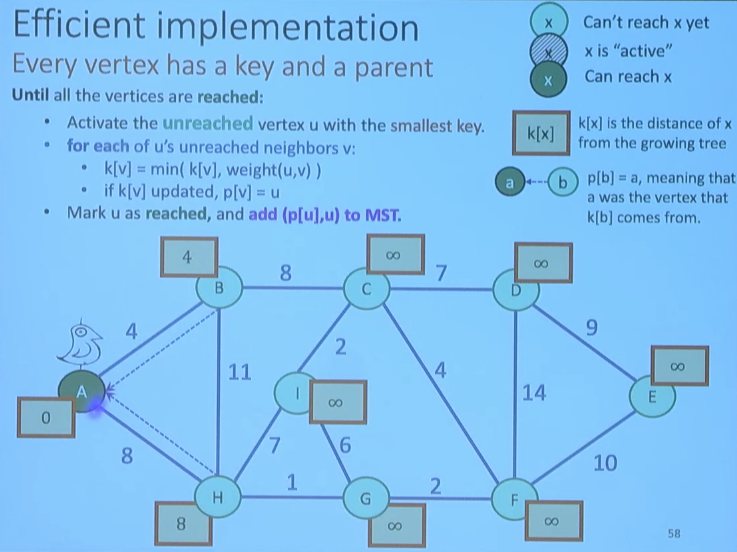 Efficient implementation
Every vertex has a key and a parent
Until all the vertices are reached:
• Activate the unreached vertex u with the smallest key.
• for each of u's unreached neighbors v:
• k[v] = min( k[v], weight(u,v) )
• if k[v] updated, p[v] = u
• Mark u as reached, and add (p[u],u) to MST.
x Can't reach x yet
x x is "active"
x Can reach x
k[x] k[x] is the distance of x
from the growing tree
a b p[b] = a, meaning that
a was the vertex that
k[b] comes from.
4 ∞ ∞
B 8 C 7 D
4 2 9
11 4 14 ∞
A I ∞ E
0
8 7 6 10
H 1 G 2 F
8 ∞ ∞
58